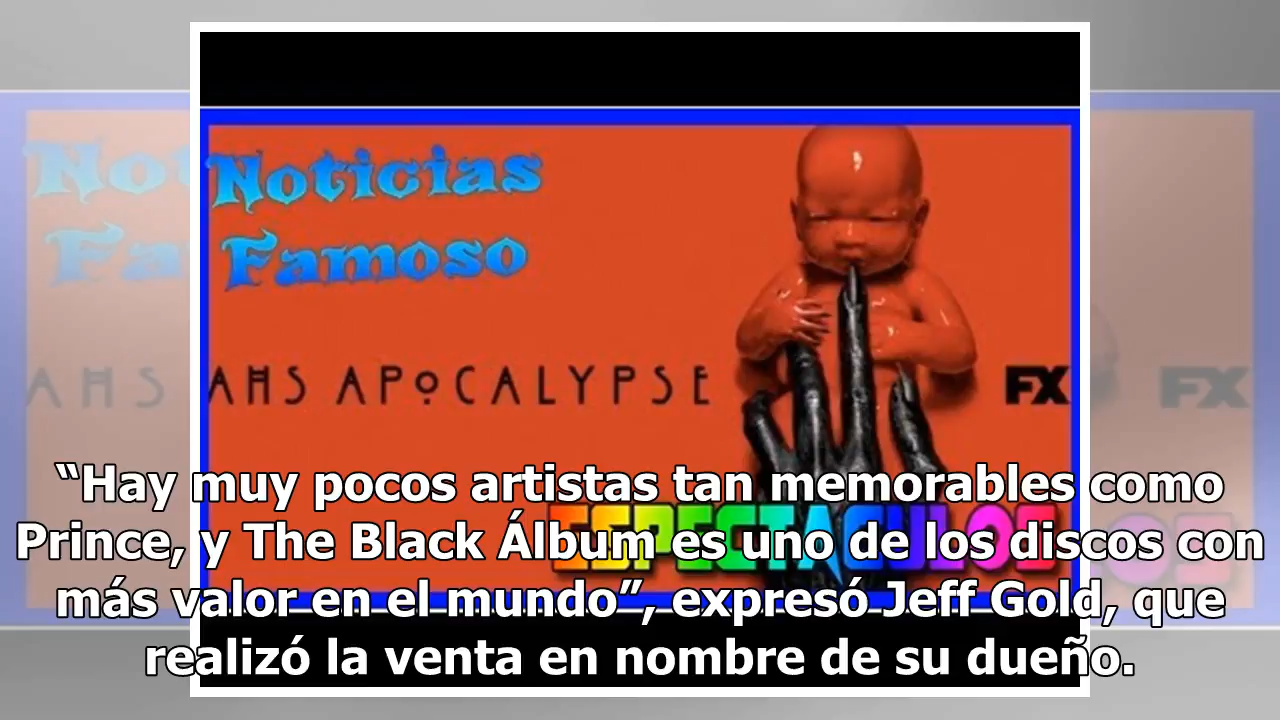 Noticias
Famoso
AHS APOCALYPSE
FX
ESPECTACULOS
“Hay muy pocos artistas tan memorables como
Prince, y The Black Álbum es uno de los discos con
más valor en el mundo”, expresó Jeff Gold, que
realizó la venta en nombre de su dueño.